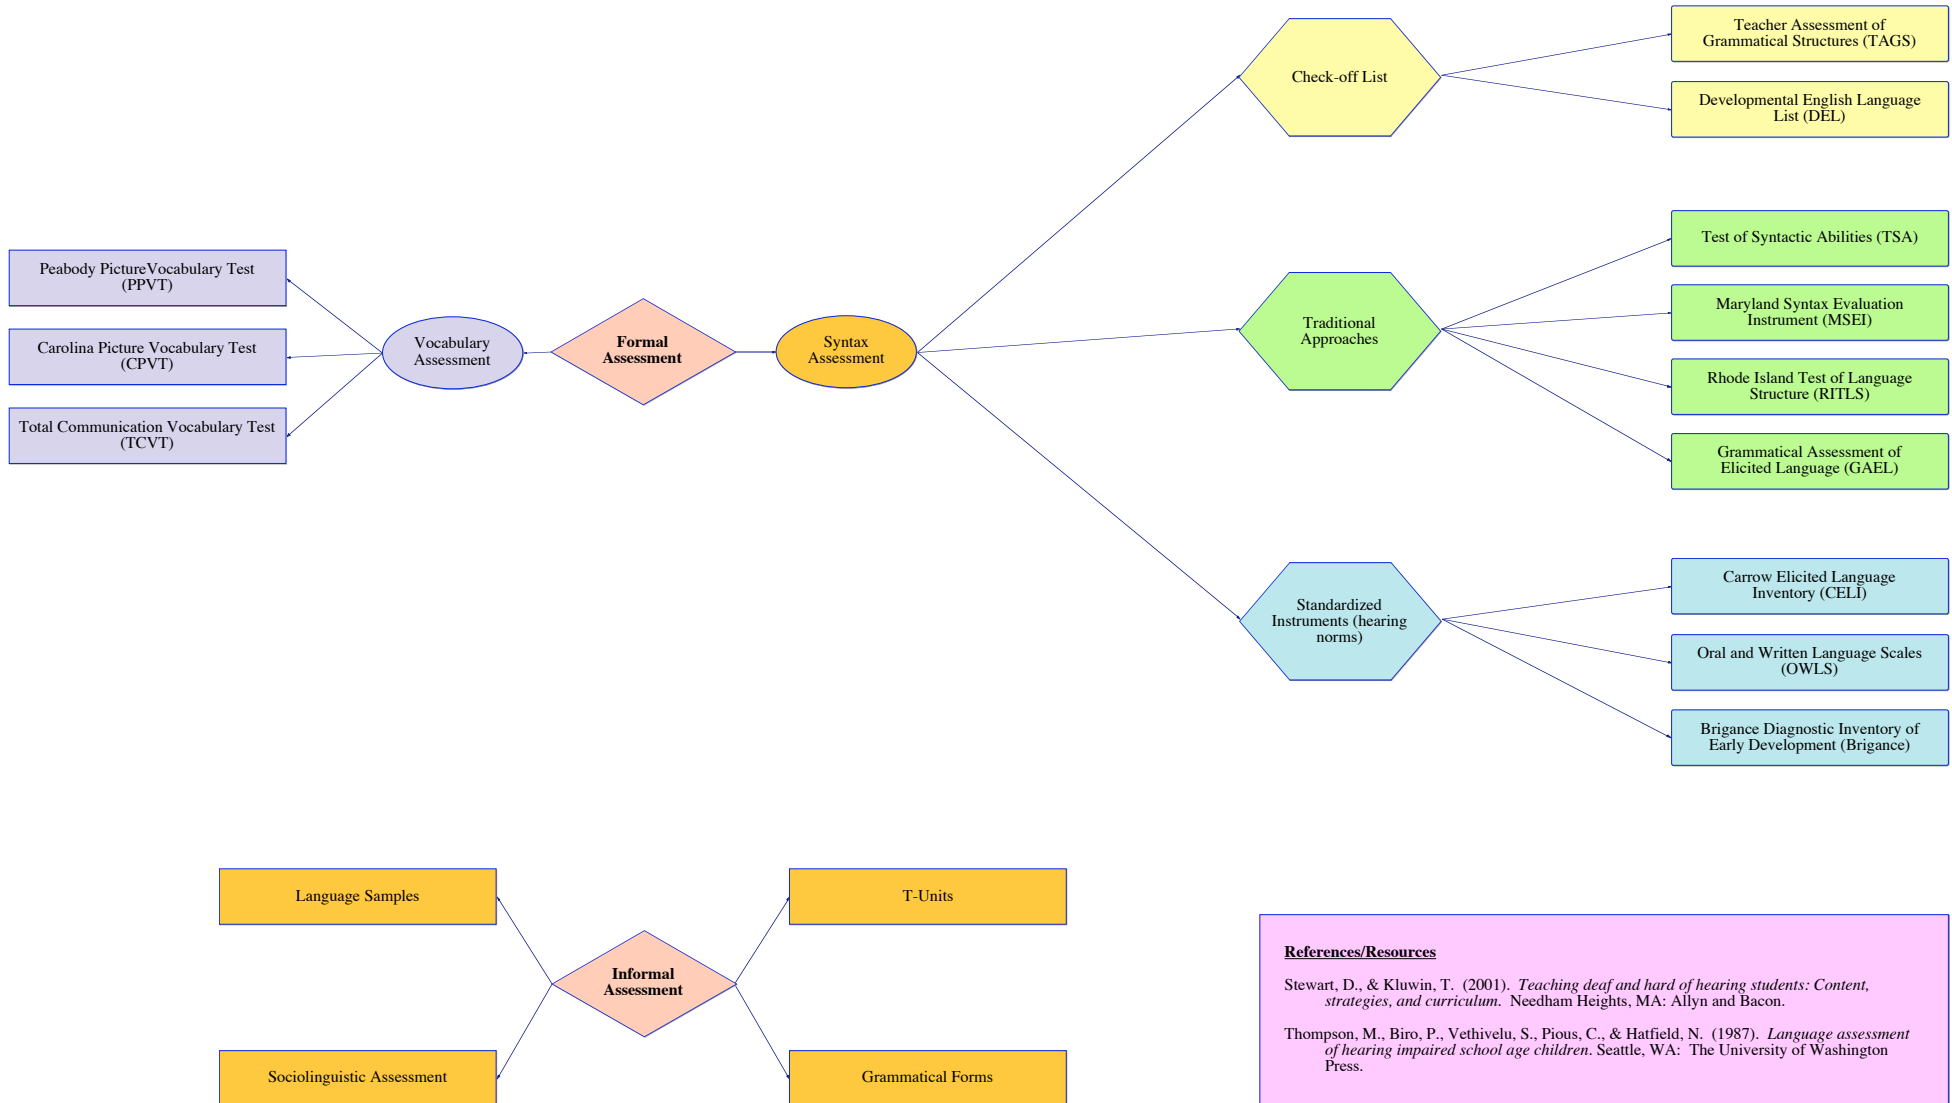 Check-off List
Teacher Assessment of
Grammatical Structures (TAGS)
Developmental English Language
List (DEL)
Peabody PictureVocabulary Test
(PPVT)
Carolina Picture Vocabulary Test
(CPVT)
Total Communication Vocabulary Test
(TCVT)
Vocabulary
Assessment
Formal
Assessment
Syntax
Assessment
Traditional
Approaches
Test of Syntactic Abilities (TSA)
Maryland Syntax Evaluation
Instrument (MSEI)
Rhode Island Test of Language
Structure (RITLS)
Grammatical Assessment of
Elicited Language (GAEL)
Standardized
Instruments (hearing
norms)
Carrow Elicited Language
Inventory (CELI)
Oral and Written Language Scales
(OWLS)
Brigance Diagnostic Inventory of
Early Development (Brigance)
Language Samples
T-Units
Informal
Assessment
Sociolinguistic Assessment
Grammatical Forms
References/Resources
Stewart, D., & Kluwin, T.  (2001).  Teaching deaf and hard of hearing students: Content,
strategies, and curriculum.  Needham Heights, MA: Allyn and Bacon.
Thompson, M., Biro, P., Vethivelu, S., Pious, C., & Hatfield, N.  (1987).  Language assessment
of hearing impaired school age children. Seattle, WA:  The University of Washington
Press.